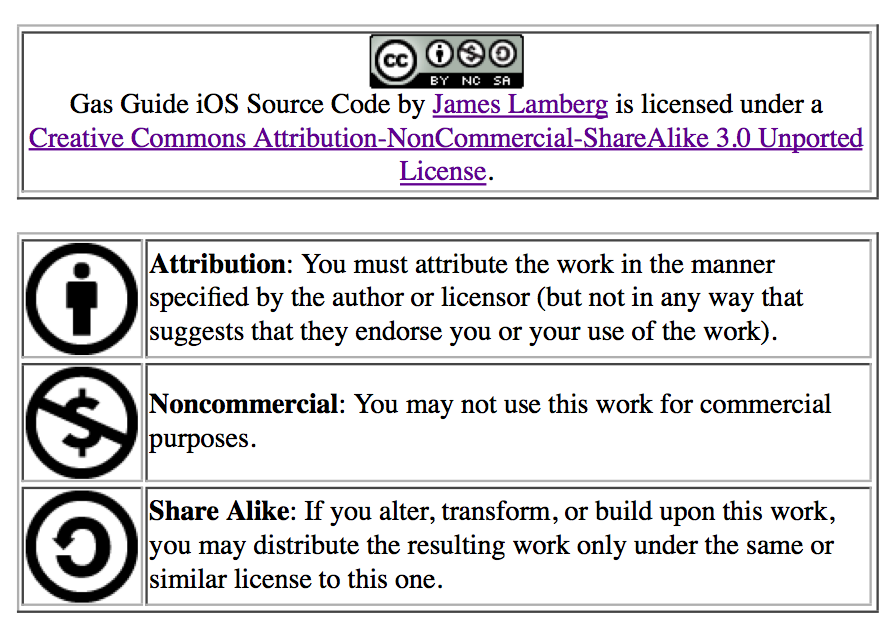 cc
BY NC SA
Gas Guide iOS Source Code by James Lamberg is licensed under a
Creative Commons Attribution-NonCommercial-ShareAlike 3.0 Unported
License.
Attribution: You must attribute the work in the manner
specified by the author or licensor (but not in any way that
suggests that they endorse you or your use of the work).
$
Noncommercial: You may not use this work for commercial
purposes.
Share Alike: If you alter, transform, or build upon this work,
you may distribute the resulting work only under the same or
similar license to this one.